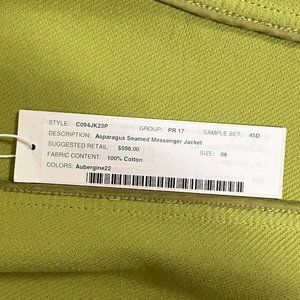 STYLE: C094JK23P GROUP: PR 17 SAMPLE SET: 45D
DESCRIPTION: Asparagus Seamed Messenger Jacket
SUGGESTED RETAIL: $598.00 SIZE: 08
FABRIC CONTENT: 100% Cotton
COLORS: Aubergine22